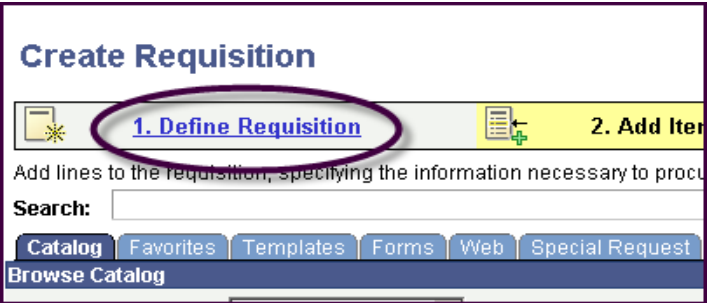 Create Requisition
1. Define Requisition 2. Add Iter
Add lines to the requisition, specifying the information necessary to procu
Search:
Catalog Favorites Templates Forms Web Special Request
Browse Catalog